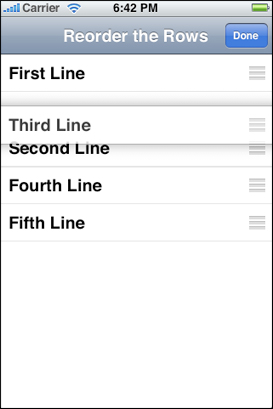 Carrier 6:42 PM
Reorder the Rows Done
First Line
Third Line
Second Line
Fourth Line
Fifth Line